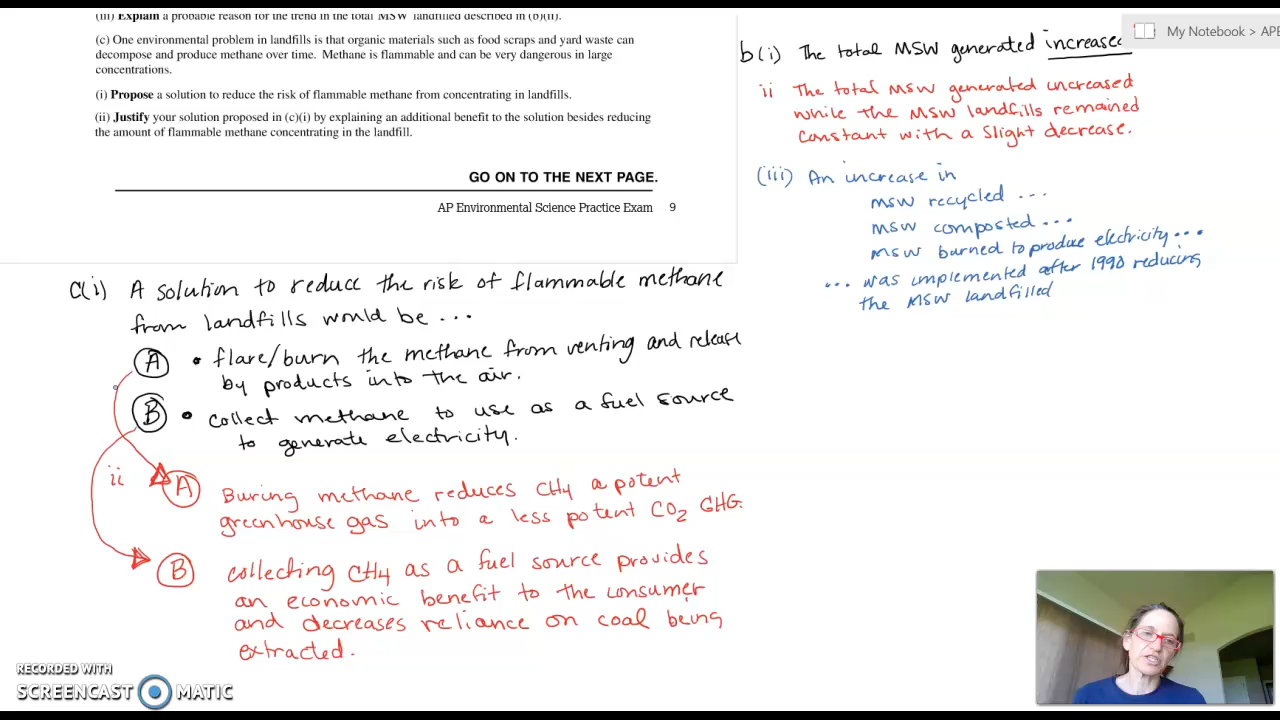 (iii) Explain a probable reason for the trend in the total MSW landfilled described in (b)(ii).
(c) One environmental problem in landfills is that organic materials such as food scraps and yard waste can
decompose and produce methane over time. Methane is flammable and can be very dangerous in large
concentrations.
(i) Propose a solution to reduce the risk of flammable methane from concentrating in landfills.
(ii) Justify your solution proposed in (c)(i) by explaining an additional benefit to the solution besides reducing
the amount of flammable methane concentrating in the landfill.
GO ON TO THE NEXT PAGE.
AP Environmental Science Practice Exam 9
My Notebook > APE
b(i) The total MSW generated increased
ii The total MSW generated increased
while the MSW landfills remained
constant with a slight decrease.
(iii) An increase in
MSW recycled ...
MSW composted ...
MSW burned to produce electricity...
... was implemented after 1990 reducing
the MSW landfilled
c(i) A solution to reduce the risk of flammable methane
from landfills would be ...
A • flare/burn the methane from venting and release
by products into the air.
B • collect methane to use as a fuel source
to generate electricity.
ii A Buring methane reduces CH4 a potent
greenhouse gas into a less potent CO2 GHG.
B collecting CH4 as a fuel source provides
an economic benefit to the consumer
and decreases reliance on coal being
extracted.
RECORDED WITH
SCREENCAST MATIC